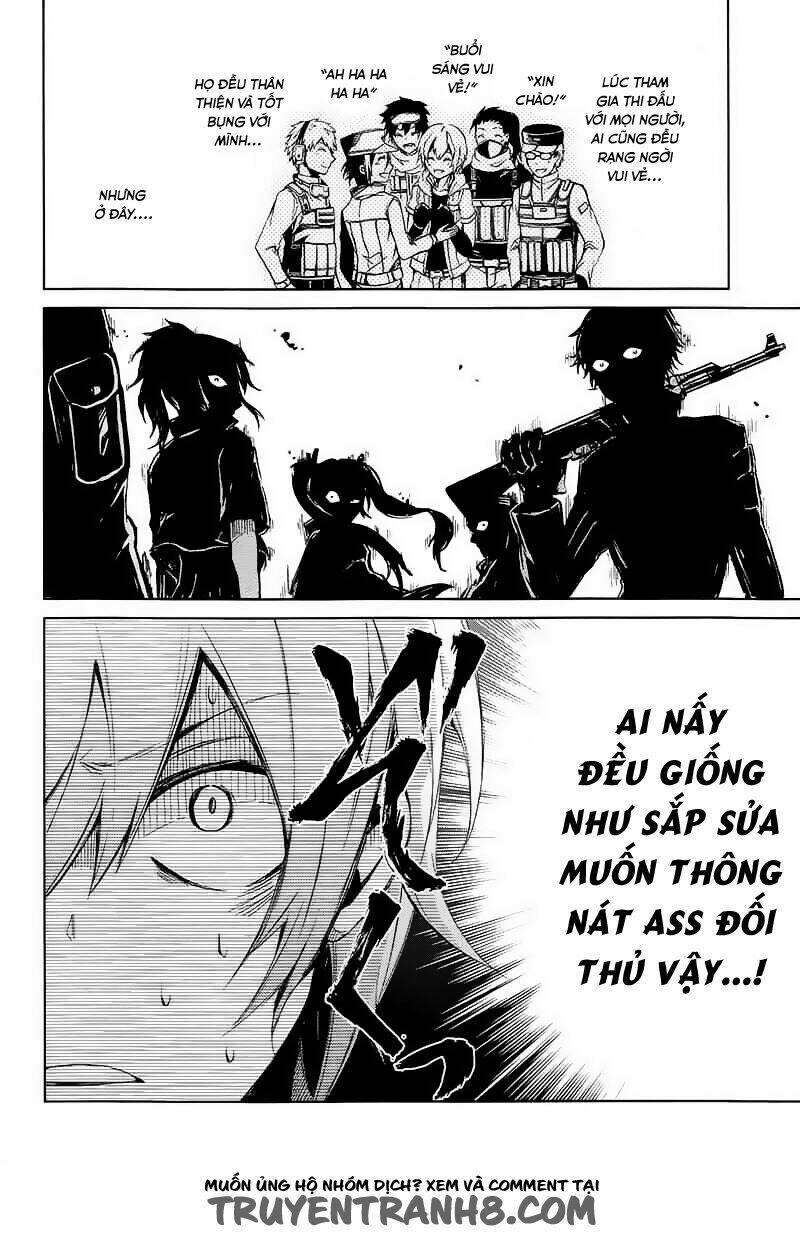 LÚC THAM
GIA THI ĐẤU
VỚI MỌI NGƯỜI,
AI CŨNG ĐỀU
RẠNG NGỜI
VUI VẺ...
"XIN
CHÀO!"
"BUỔI
SÁNG VUI
VẺ!"
"AH HA HA
HA HA"
HỌ ĐỀU THÂN
THIỆN VÀ TỐT
BỤNG VỚI
MÌNH...
NHƯNG
Ở ĐÂY....
AI NẤY
ĐỀU GIỐNG
NHƯ SẮP SỬA
MUỐN THÔNG
NÁT ASS ĐỐI
THỦ VẬY...!
MUỐN ỦNG HỘ NHÓM DỊCH? XEM VÀ COMMENT TẠI
TRUYENTRANH8.COM